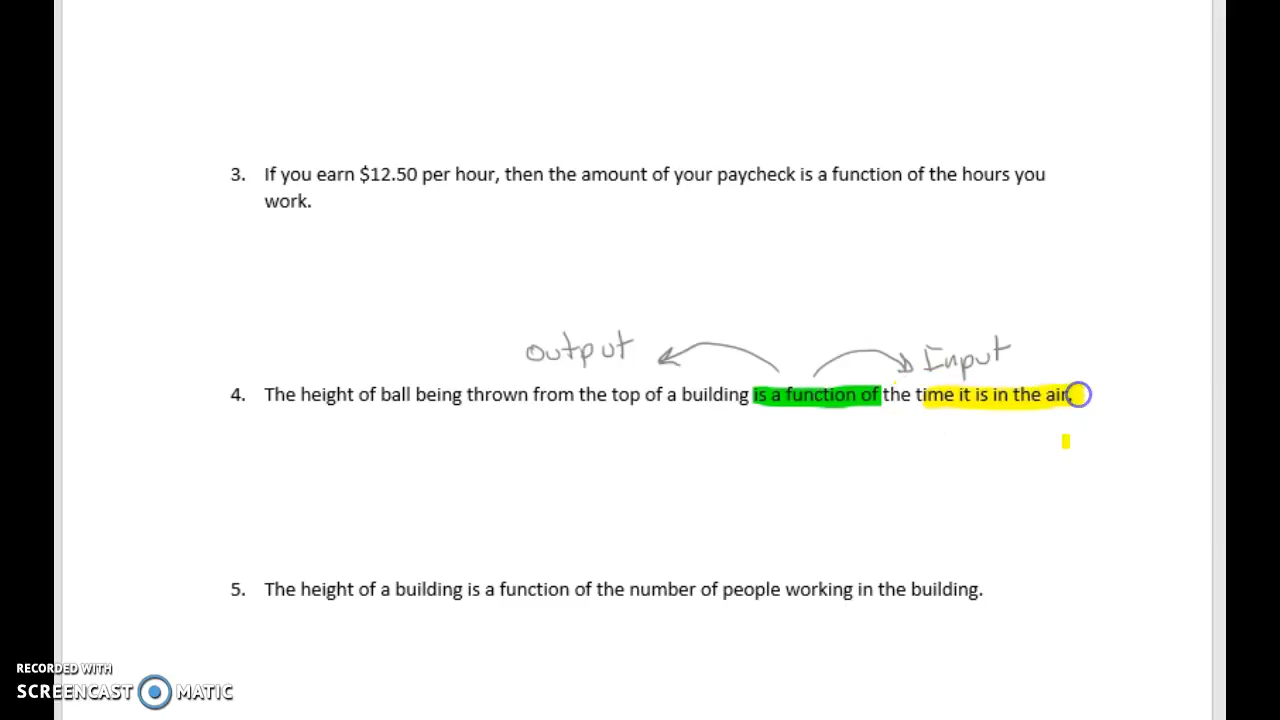 3. If you earn $12.50 per hour, then the amount of your paycheck is a function of the hours you
work.
output Input
4. The height of ball being thrown from the top of a building is a function of the time it is in the air.
5. The height of a building is a function of the number of people working in the building.
RECORDED WITH
SCREENCAST MATIC